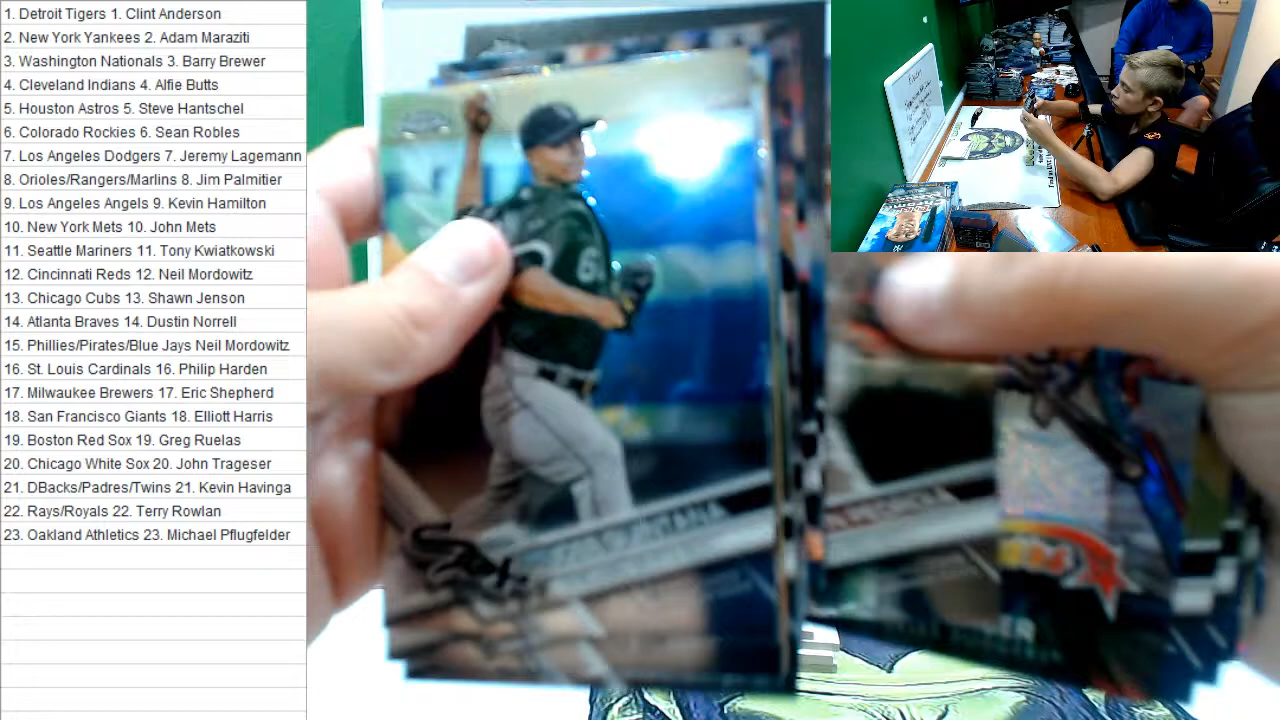 1. Detroit Tigers 1. Clint Anderson
2. New York Yankees 2. Adam Maraziti
3. Washington Nationals 3. Barry Brewer
4. Cleveland Indians 4. Alfie Butts
5. Houston Astros 5. Steve Hantschel
6. Colorado Rockies 6. Sean Robles
7. Los Angeles Dodgers 7. Jeremy Lagemann
8. Orioles/Rangers/Marlins 8. Jim Palmitier
9. Los Angeles Angels 9. Kevin Hamilton
10. New York Mets 10. John Mets
11. Seattle Mariners 11. Tony Kwiatkowski
12. Cincinnati Reds 12. Neil Mordowitz
13. Chicago Cubs 13. Shawn Jenson
14. Atlanta Braves 14. Dustin Norrell
15. Phillies/Pirates/Blue Jays Neil Mordowitz
16. St. Louis Cardinals 16. Philip Harden
17. Milwaukee Brewers 17. Eric Shepherd
18. San Francisco Giants 18. Elliott Harris
19. Boston Red Sox 19. Greg Ruelas
20. Chicago White Sox 20. John Trageser
21. DBacks/Padres/Twins 21. Kevin Havinga
22. Rays/Royals 22. Terry Rowlan
23. Oakland Athletics 23. Michael Pflugfelder
Sox